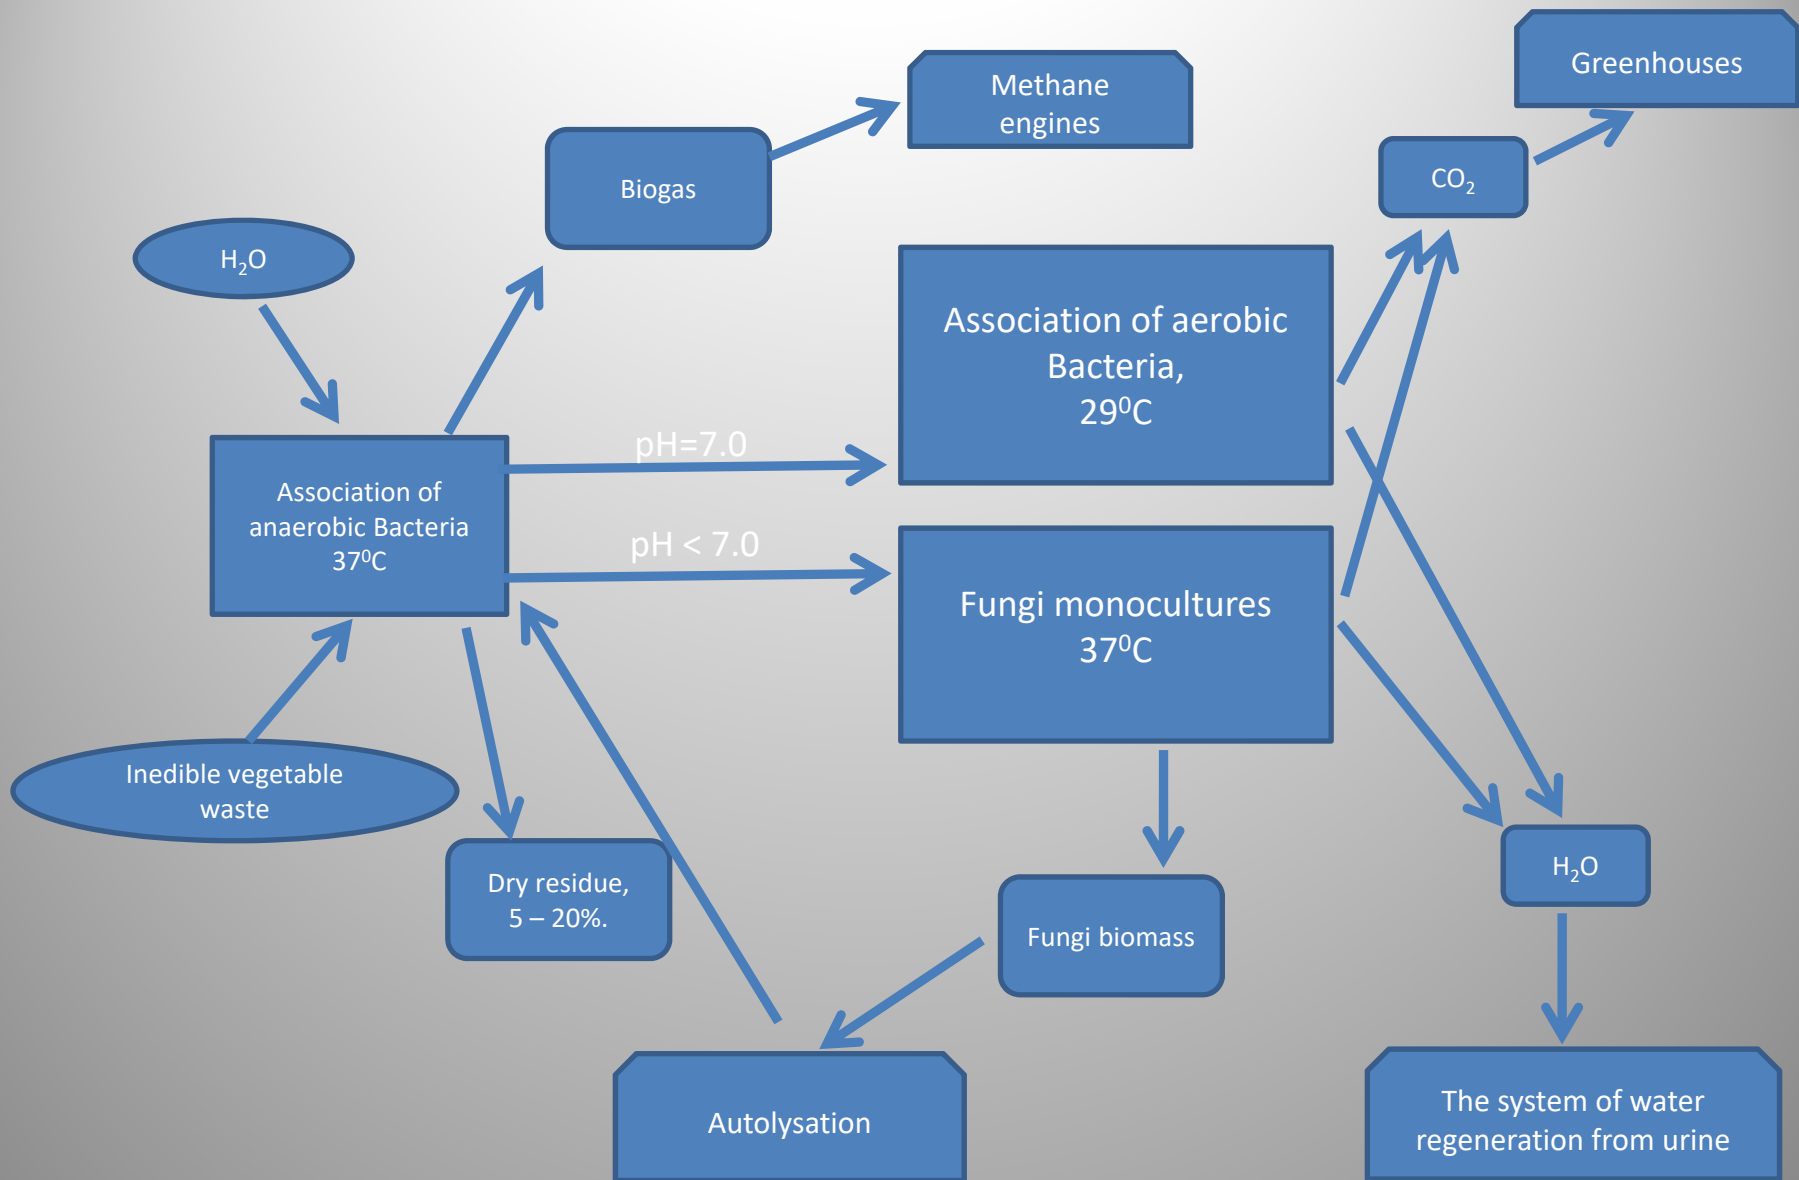 Greenhouses
Methane
engines
CO₂
Biogas
H₂O
Association of aerobic
Bacteria,
29⁰C
pH=7.0
Association of
anaerobic Bacteria
37⁰C
pH < 7.0
Fungi monocultures
37⁰C
Inedible vegetable
waste
Dry residue,
5 – 20%.
H₂O
Fungi biomass
Autolysation
The system of water
regeneration from urine